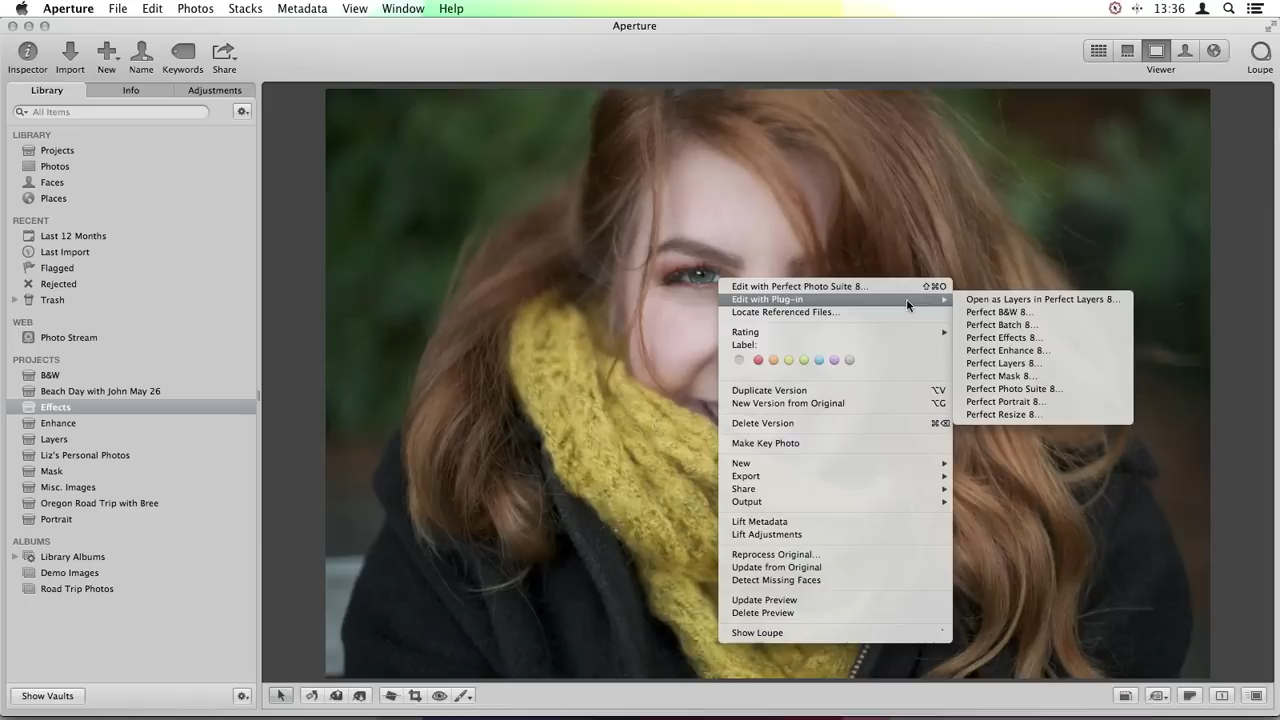 Aperture File Edit Photos Stacks Metadata View Window Help 13:36
Aperture
Inspector Import New Name Keywords Share Viewer Loupe
Library Info Adjustments
All Items
LIBRARY
Projects
Photos
Faces
Places
RECENT
Last 12 Months
Last Import
Flagged
Rejected
Trash
WEB
Photo Stream
PROJECTS
B&W
Beach Day with John May 26
Effects
Enhance
Layers
Liz's Personal Photos
Mask
Misc. Images
Oregon Road Trip with Bree
Portrait
ALBUMS
Library Albums
Demo Images
Road Trip Photos
Show Vaults
Edit with Perfect Photo Suite 8... ⇧⌘O
Edit with Plug-in
Locate Referenced Files...
Rating
Label:
Duplicate Version ⌥V
New Version from Original ⌥G
Delete Version ⌘⌫
Make Key Photo
New
Export
Share
Output
Lift Metadata
Lift Adjustments
Reprocess Original...
Update from Original
Detect Missing Faces
Update Preview
Delete Preview
Show Loupe `
Open as Layers in Perfect Layers 8...
Perfect B&W 8...
Perfect Batch 8...
Perfect Effects 8...
Perfect Enhance 8...
Perfect Layers 8...
Perfect Mask 8...
Perfect Photo Suite 8...
Perfect Portrait 8...
Perfect Resize 8...